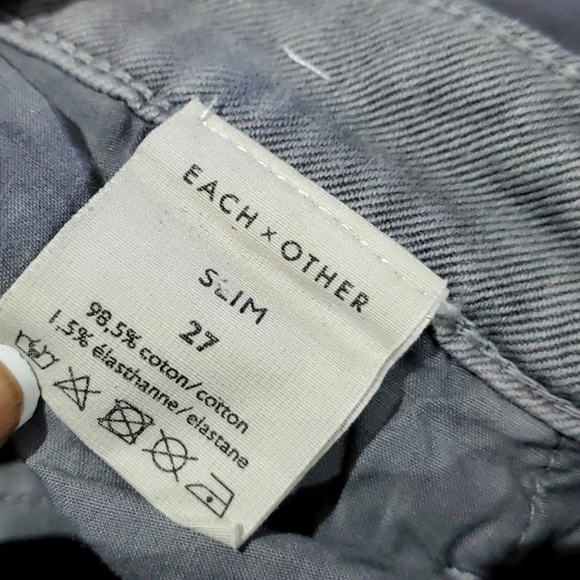 EACH x OTHER
SLIM
27
98,5% coton/cotton
1,5% élasthanne/elastane